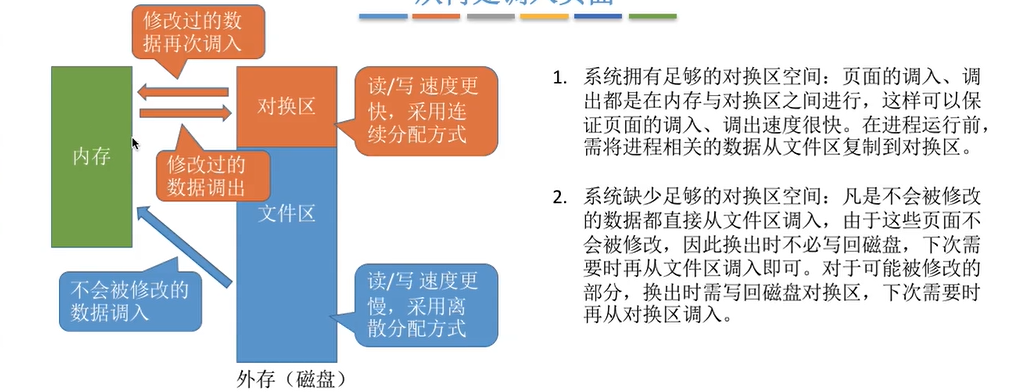 修改过的数
据再次调入
对换区
读/写 速度更
快，采用连
续分配方式
内存
修改过的
数据调出
文件区
不会被修改的
数据调入
读/写 速度更
慢，采用离
散分配方式
外存（磁盘）
1. 系统拥有足够的对换区空间：页面的调入、调
出都是在内存与对换区之间进行，这样可以保
证页面的调入、调出速度很快。在进程运行前，
需将进程相关的数据从文件区复制到对换区。
2. 系统缺少足够的对换区空间：凡是不会被修改
的数据都直接从文件区调入，由于这些页面不
会被修改，因此换出时不必写回磁盘，下次需
要时再从文件区调入即可。对于可能被修改的
部分，换出时需写回磁盘对换区，下次需要时
再从对换区调入。